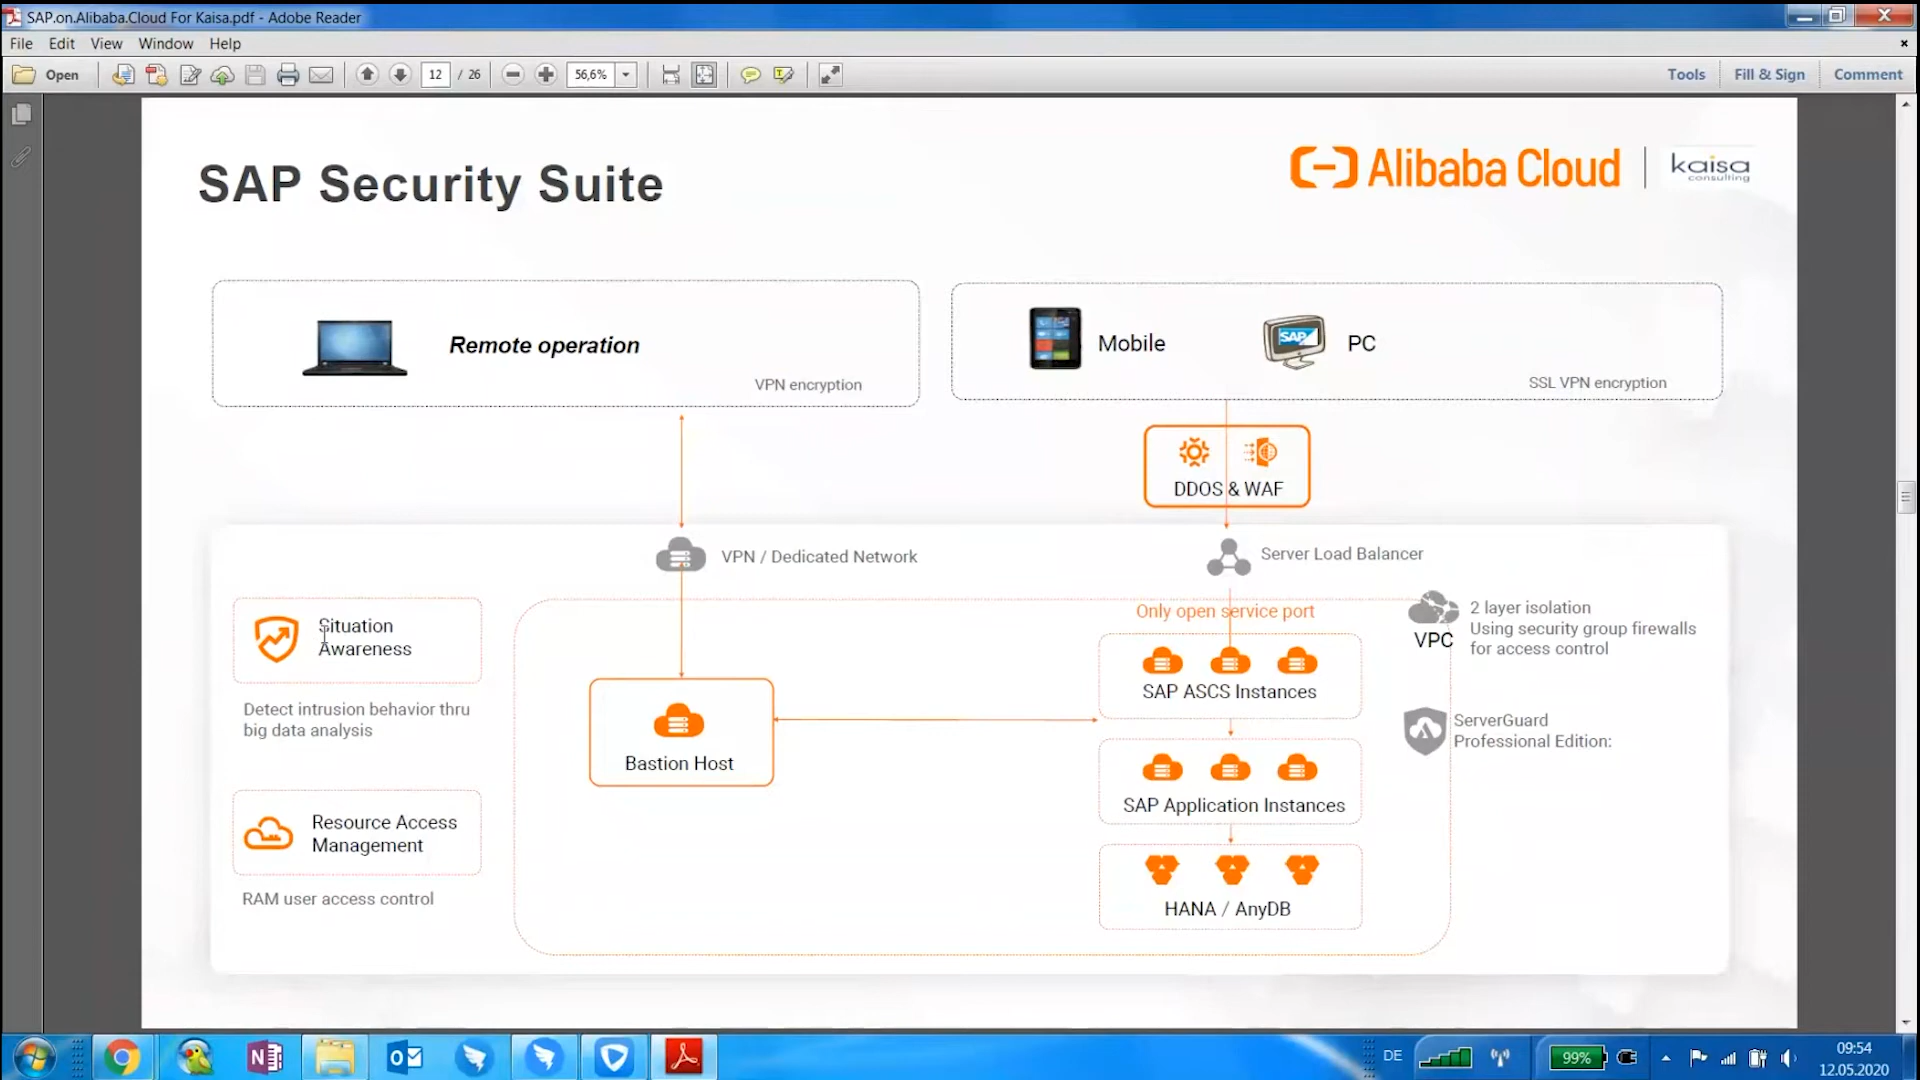 SAP.on.Alibaba.Cloud For Kaisa.pdf - Adobe Reader
File Edit View Window Help
Open 12 / 26 56,6% Tools Fill & Sign Comment
SAP Security Suite
Alibaba Cloud
kaisa
consulting
Remote operation
VPN encryption
Mobile
SAP
PC
SSL VPN encryption
DDOS & WAF
VPN / Dedicated Network
Server Load Balancer
Situation
Awareness
Detect intrusion behavior thru
big data analysis
Resource Access
Management
RAM user access control
Bastion Host
Only open service port
SAP ASCS Instances
SAP Application Instances
HANA / AnyDB
VPC
2 layer isolation
Using security group firewalls
for access control
ServerGuard
Professional Edition:
DE
99%
09:54
12.05.2020